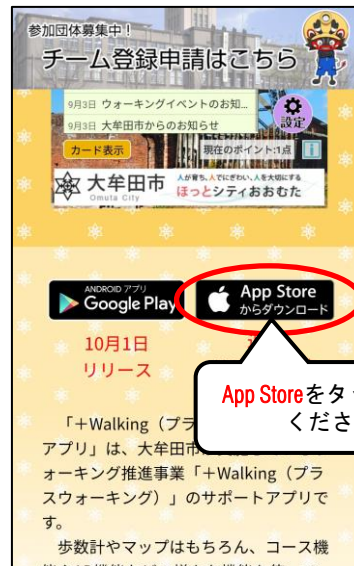 参加団体募集中！
チーム登録申請はこちら
9月3日 ウォーキングイベントのお知...
9月3日 大牟田市からのお知らせ
設定
カード表示
現在のポイント:1点
大牟田市
Omuta City
人が育ち、人でにぎわい、人を大切にする
ほっとシティおおむた
ANDROID アプリ
Google Play
App Store
からダウンロード
10月1日
リリース
App Storeをタッ
くださ
「+Walking（プラ
アプリ」は、大牟田市
ォーキング推進事業「+Walking（プラ
スウォーキング）」のサポートアプリで
す。
歩数計やマップはもちろん、コース機